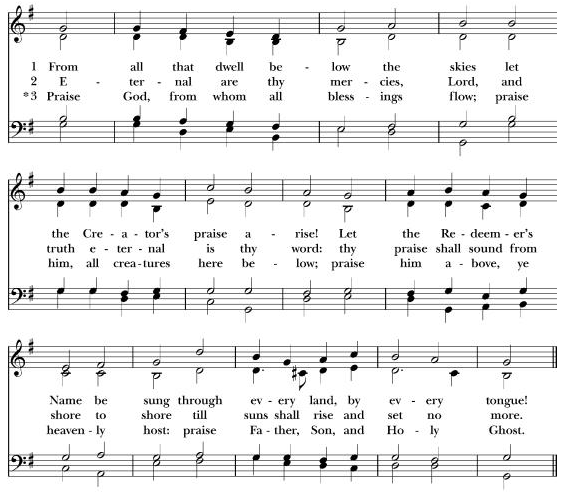 1 From all that dwell be - low the skies let
2 E - ter - nal are thy mer - cies, Lord, and
*3 Praise God, from whom all bless - ings flow; praise
the Cre - a - tor's praise a - rise! Let the Re - deem - er's
truth e - ter - nal is thy word: thy praise shall sound from
him, all crea - tures here be - low; praise him a - bove, ye
Name be sung through ev - ery land, by ev - ery tongue!
shore to shore till suns shall rise and set no more.
heaven - ly host: praise Fa - ther, Son, and Ho - ly Ghost.